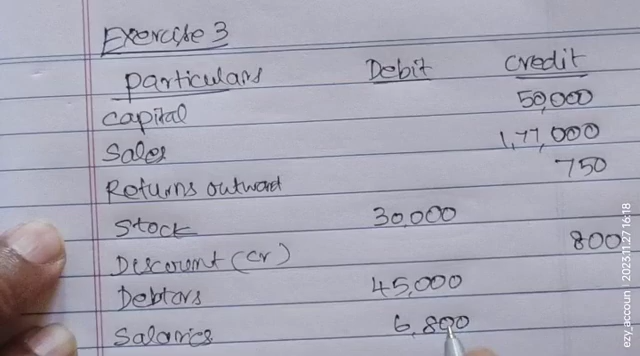 Exercise 3
Particulars Debit Credit
Capital 50,000
Sales 1,77,000
Returns outward 750
Stock 30,000
Discount (Cr) 800
Debtors 45,000
Salaries 6,800
ezy_accoun 2023.11.27 16:18